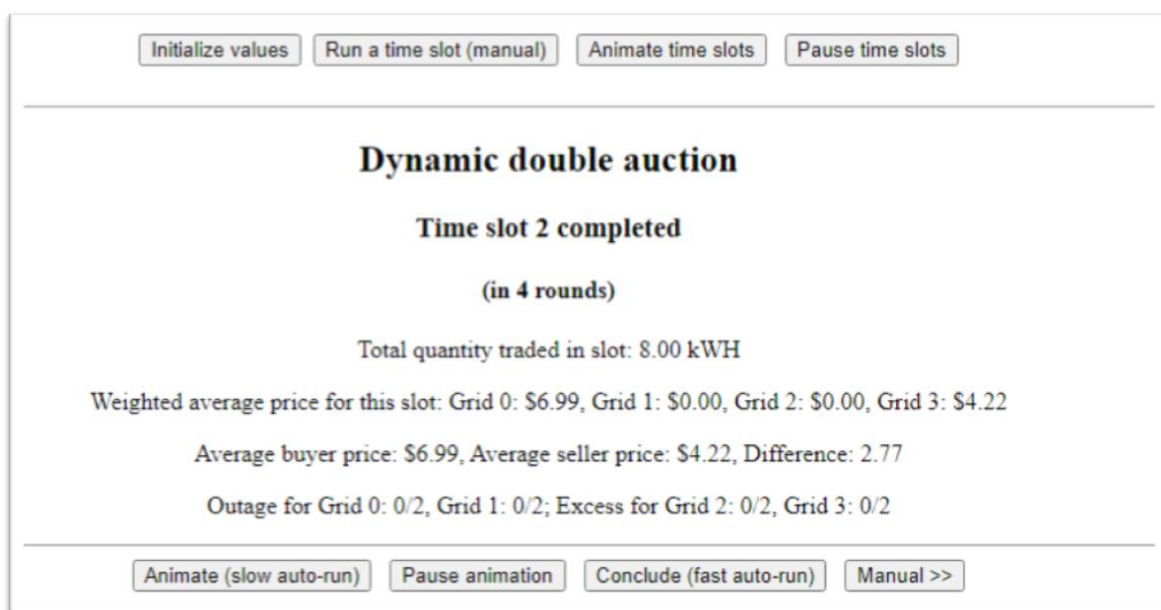 Initialize values Run a time slot (manual) Animate time slots Pause time slots
Dynamic double auction
Time slot 2 completed
(in 4 rounds)
Total quantity traded in slot: 8.00 kWH
Weighted average price for this slot: Grid 0: $6.99, Grid 1: $0.00, Grid 2: $0.00, Grid 3: $4.22
Average buyer price: $6.99, Average seller price: $4.22, Difference: 2.77
Outage for Grid 0: 0/2, Grid 1: 0/2; Excess for Grid 2: 0/2, Grid 3: 0/2
Animate (slow auto-run) Pause animation Conclude (fast auto-run) Manual >>